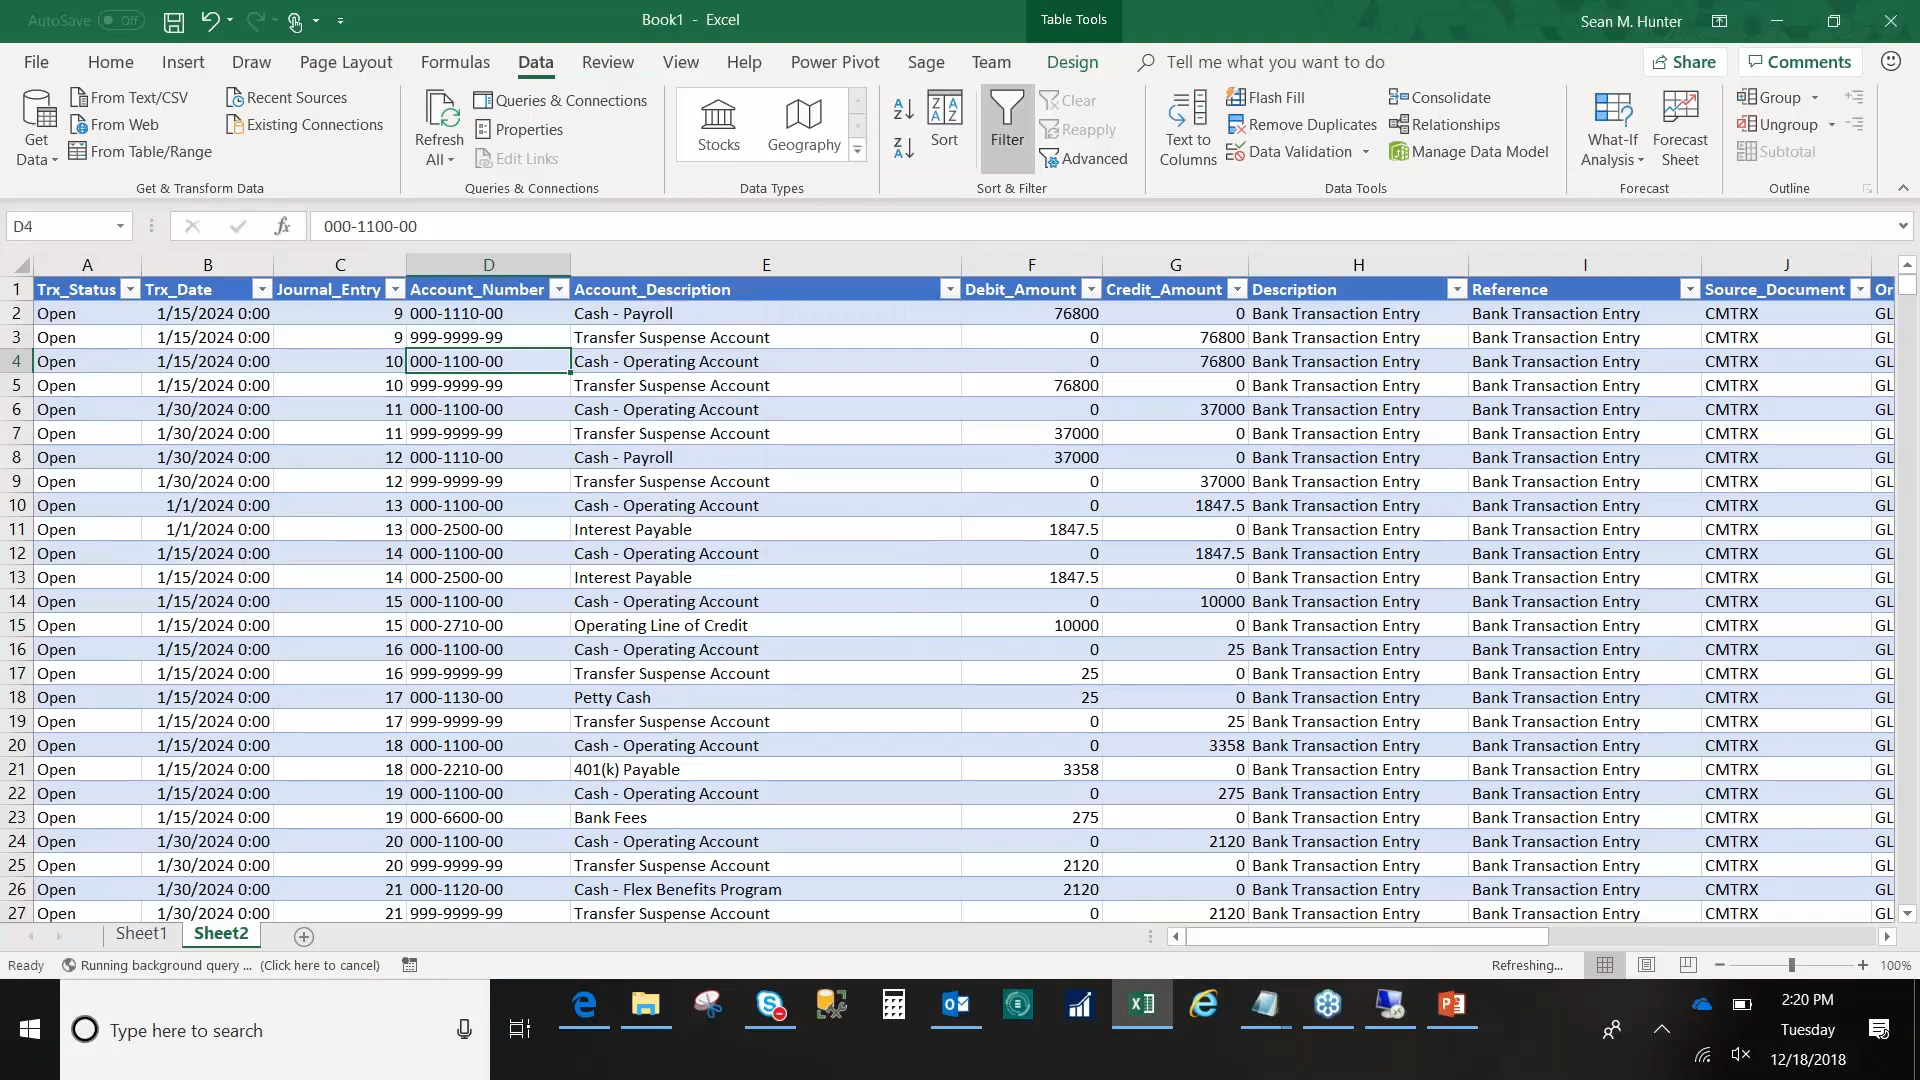 AutoSave Off Book1 - Excel Table Tools Sean M. Hunter
File Home Insert Draw Page Layout Formulas Data Review View Help Power Pivot Sage Team Design Tell me what you want to do Share Comments
Get Data From Text/CSV From Web From Table/Range Recent Sources Existing Connections
Get & Transform Data
Refresh All Queries & Connections Properties Edit Links
Queries & Connections
Stocks Geography
Data Types
Sort Filter Clear Reapply Advanced
Sort & Filter
Text to Columns Flash Fill Remove Duplicates Data Validation Consolidate Relationships Manage Data Model
Data Tools
What-If Analysis Forecast Sheet
Forecast
Group Ungroup Subtotal
Outline
D4 fx 000-1100-00
A B C D E F G H I J
1 Trx_Status Trx_Date Journal_Entry Account_Number Account_Description Debit_Amount Credit_Amount Description Reference Source_Document Or
2 Open 1/15/2024 0:00 9 000-1110-00 Cash - Payroll 76800 0 Bank Transaction Entry Bank Transaction Entry CMTRX GL
3 Open 1/15/2024 0:00 9 999-9999-99 Transfer Suspense Account 0 76800 Bank Transaction Entry Bank Transaction Entry CMTRX GL
4 Open 1/15/2024 0:00 10 000-1100-00 Cash - Operating Account 0 76800 Bank Transaction Entry Bank Transaction Entry CMTRX GL
5 Open 1/15/2024 0:00 10 999-9999-99 Transfer Suspense Account 76800 0 Bank Transaction Entry Bank Transaction Entry CMTRX GL
6 Open 1/30/2024 0:00 11 000-1100-00 Cash - Operating Account 0 37000 Bank Transaction Entry Bank Transaction Entry CMTRX GL
7 Open 1/30/2024 0:00 11 999-9999-99 Transfer Suspense Account 37000 0 Bank Transaction Entry Bank Transaction Entry CMTRX GL
8 Open 1/30/2024 0:00 12 000-1110-00 Cash - Payroll 37000 0 Bank Transaction Entry Bank Transaction Entry CMTRX GL
9 Open 1/30/2024 0:00 12 999-9999-99 Transfer Suspense Account 0 37000 Bank Transaction Entry Bank Transaction Entry CMTRX GL
10 Open 1/1/2024 0:00 13 000-1100-00 Cash - Operating Account 0 1847.5 Bank Transaction Entry Bank Transaction Entry CMTRX GL
11 Open 1/1/2024 0:00 13 000-2500-00 Interest Payable 1847.5 0 Bank Transaction Entry Bank Transaction Entry CMTRX GL
12 Open 1/15/2024 0:00 14 000-1100-00 Cash - Operating Account 0 1847.5 Bank Transaction Entry Bank Transaction Entry CMTRX GL
13 Open 1/15/2024 0:00 14 000-2500-00 Interest Payable 1847.5 0 Bank Transaction Entry Bank Transaction Entry CMTRX GL
14 Open 1/15/2024 0:00 15 000-1100-00 Cash - Operating Account 0 10000 Bank Transaction Entry Bank Transaction Entry CMTRX GL
15 Open 1/15/2024 0:00 15 000-2710-00 Operating Line of Credit 10000 0 Bank Transaction Entry Bank Transaction Entry CMTRX GL
16 Open 1/15/2024 0:00 16 000-1100-00 Cash - Operating Account 0 25 Bank Transaction Entry Bank Transaction Entry CMTRX GL
17 Open 1/15/2024 0:00 16 999-9999-99 Transfer Suspense Account 25 0 Bank Transaction Entry Bank Transaction Entry CMTRX GL
18 Open 1/15/2024 0:00 17 000-1130-00 Petty Cash 25 0 Bank Transaction Entry Bank Transaction Entry CMTRX GL
19 Open 1/15/2024 0:00 17 999-9999-99 Transfer Suspense Account 0 25 Bank Transaction Entry Bank Transaction Entry CMTRX GL
20 Open 1/15/2024 0:00 18 000-1100-00 Cash - Operating Account 0 3358 Bank Transaction Entry Bank Transaction Entry CMTRX GL
21 Open 1/15/2024 0:00 18 000-2210-00 401(k) Payable 3358 0 Bank Transaction Entry Bank Transaction Entry CMTRX GL
22 Open 1/15/2024 0:00 19 000-1100-00 Cash - Operating Account 0 275 Bank Transaction Entry Bank Transaction Entry CMTRX GL
23 Open 1/15/2024 0:00 19 000-6600-00 Bank Fees 275 0 Bank Transaction Entry Bank Transaction Entry CMTRX GL
24 Open 1/30/2024 0:00 20 000-1100-00 Cash - Operating Account 0 2120 Bank Transaction Entry Bank Transaction Entry CMTRX GL
25 Open 1/30/2024 0:00 20 999-9999-99 Transfer Suspense Account 2120 0 Bank Transaction Entry Bank Transaction Entry CMTRX GL
26 Open 1/30/2024 0:00 21 000-1120-00 Cash - Flex Benefits Program 2120 0 Bank Transaction Entry Bank Transaction Entry CMTRX GL
27 Open 1/30/2024 0:00 21 999-9999-99 Transfer Suspense Account 0 2120 Bank Transaction Entry Bank Transaction Entry CMTRX GL
Sheet1 Sheet2
Ready Running background query ... (Click here to cancel) Refreshing... 100%
Type here to search
2:20 PM
Tuesday
12/18/2018